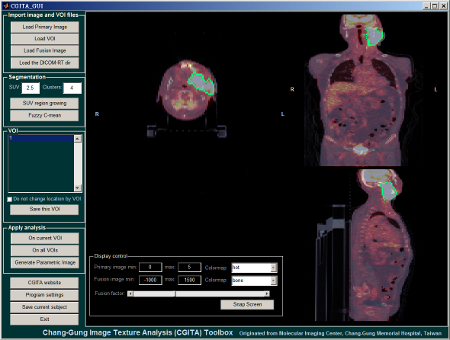 CGITA_GUI
Import image and VOI files
Load Primary Image
Load VOI
Load Fusion Image
Load the DICOM-RT dir
Segmentation
SUV 2.5 Clusters 4
SUV region growing
Fuzzy C-mean
VOI
1
Do not change location by VOI
Save this VOI
Apply analysis
On current VOI
On all VOIs
Generate Parametric Image
CGITA website
Program settings
Save current subject
Exit
R
L
R
L
Display control
Primary image min 0 max 5 Colormap hot
Fusion image min -1000 max 1500 Colormap bone
Fusion factor
Snap Screen
Chang-Gung Image Texture Analysis (CGITA) Toolbox Originated from Molecular Imaging Center, Chang-Gung Memorial Hospital, Taiwan